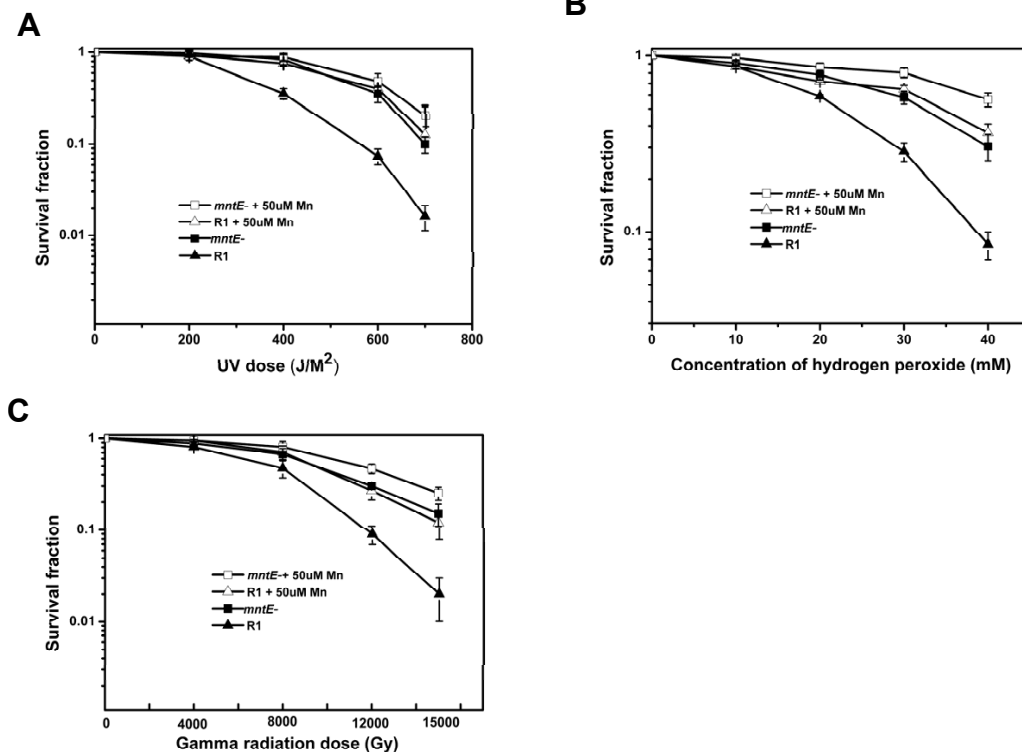 A
1
0.1
0.01
Survival fraction
mntE- + 50uM Mn
R1 + 50uM Mn
mntE-
R1
0 200 400 600 800
UV dose (J/M2)
B
1
0.1
Survival fraction
mntE- + 50uM Mn
R1 + 50uM Mn
mntE-
R1
0 10 20 30 40
Concentration of hydrogen peroxide (mM)
C
1
0.1
0.01
Survival fraction
mntE-+ 50uM Mn
R1 + 50uM Mn
mntE-
R1
0 4000 8000 12000 15000
Gamma radiation dose (Gy)